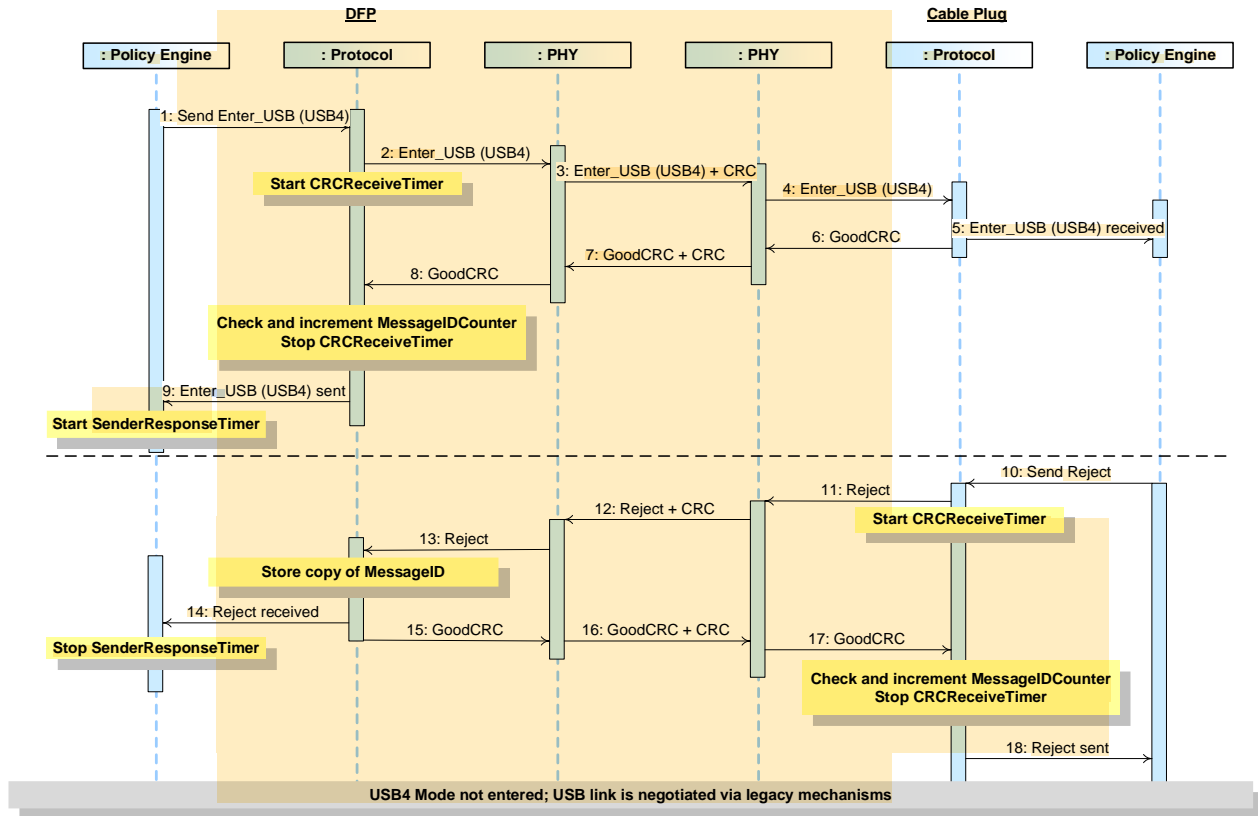 DFP
Cable Plug
: Policy Engine
: Protocol
: PHY
: PHY
: Protocol
: Policy Engine
1: Send Enter_USB (USB4)
2: Enter_USB (USB4)
Start CRCReceiveTimer
3: Enter_USB (USB4) + CRC
4: Enter_USB (USB4)
5: Enter_USB (USB4) received
6: GoodCRC
7: GoodCRC + CRC
8: GoodCRC
Check and increment MessageIDCounter
Stop CRCReceiveTimer
9: Enter_USB (USB4) sent
Start SenderResponseTimer
10: Send Reject
11: Reject
Start CRCReceiveTimer
12: Reject + CRC
13: Reject
Store copy of MessageID
14: Reject received
Stop SenderResponseTimer
15: GoodCRC
16: GoodCRC + CRC
17: GoodCRC
Check and increment MessageIDCounter
Stop CRCReceiveTimer
18: Reject sent
USB4 Mode not entered; USB link is negotiated via legacy mechanisms